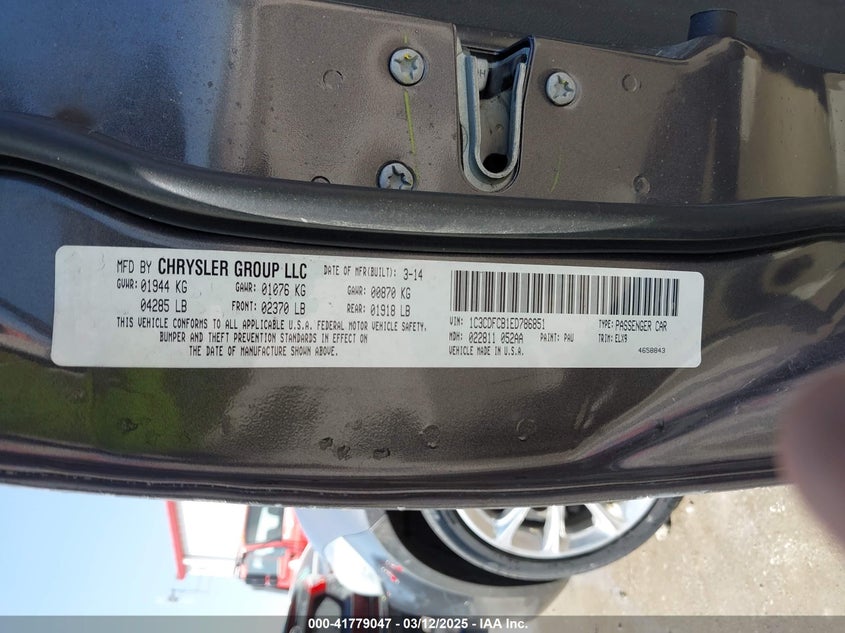 MFD BY CHRYSLER GROUP LLC DATE OF MFR(BUILT): 3-14
GVWR: 01944 KG GAWR: 01076 KG GAWR: 00870 KG
04285 LB FRONT: 02370 LB REAR: 01918 LB
THIS VEHICLE CONFORMS TO ALL APPLICABLE U.S.A. FEDERAL MOTOR VEHICLE SAFETY,
BUMPER AND THEFT PREVENTION STANDARDS IN EFFECT ON
THE DATE OF MANUFACTURE SHOWN ABOVE.
VIN: 1C3CDFCB1ED786851 TYPE: PASSENGER CAR
MDH: 022811 052AA PAINT: PAU TRIM: ELX9
VEHICLE MADE IN U.S.A. 4658843
000-41779047 - 03/12/2025 - IAA Inc.